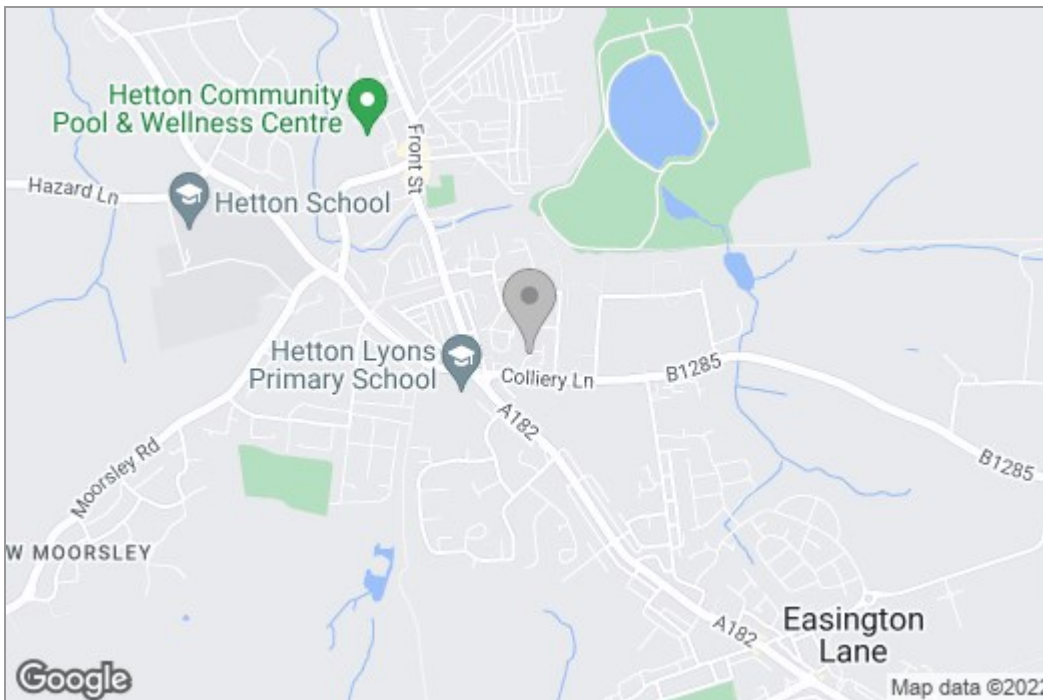 Hetton Community
Pool & Wellness Centre
Front St
Hazard Ln
Hetton School
Hetton Lyons
Primary School
Colliery Ln
B1285
A182
B1285
Moorsley Rd
W MOORSLEY
Easington
Lane
A182
Google
Map data ©2022